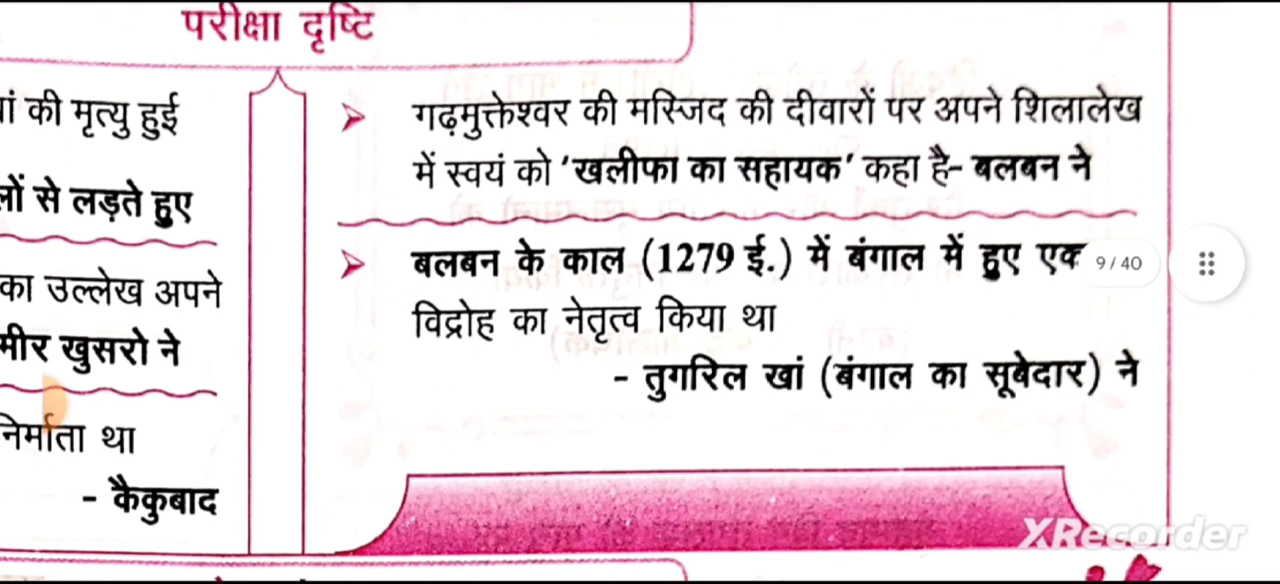 परीक्षा दृष्टि
की मृत्यु हुई
से लड़ते हुए
का उल्लेख अपने
खुसरो ने
निर्माता था
- कैकुबाद
गढ़मुक्तेश्वर की मस्जिद की दीवारों पर अपने शिलालेख
में स्वयं को 'खलीफा का सहायक' कहा है- बलबन ने
बलबन के काल (1279 ई.) में बंगाल में हुए एक
विद्रोह का नेतृत्व किया था
- तुगरिल खां (बंगाल का सूबेदार) ने
9/40
XRecorder